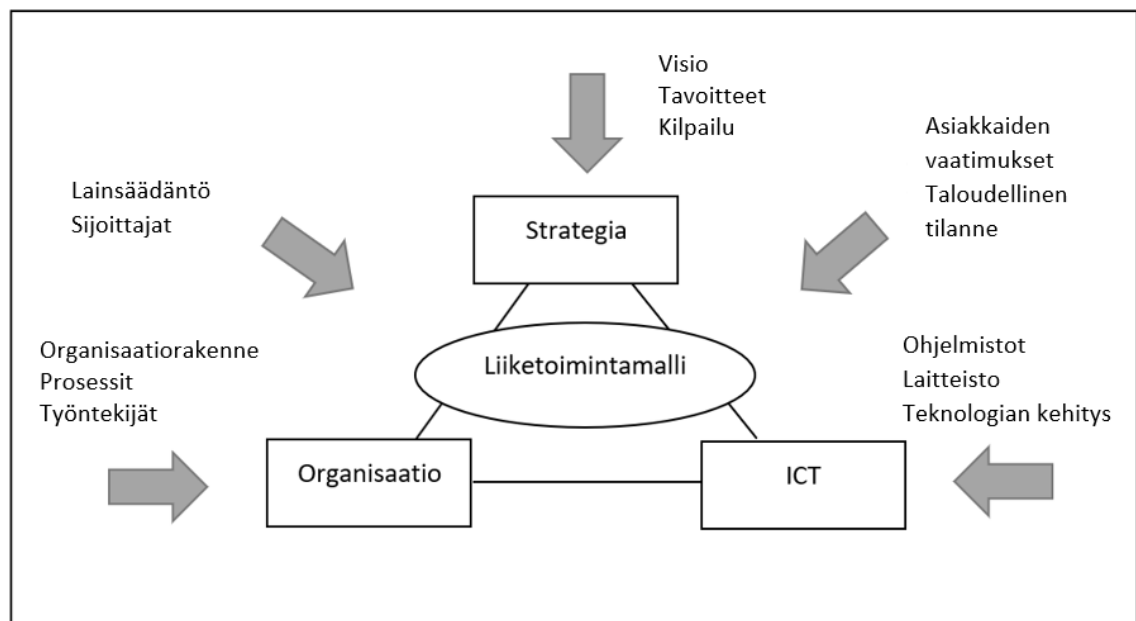 Visio
Tavoitteet
Kilpailu
Asiakkaiden
vaatimukset
Taloudellinen
tilanne
Lainsäädäntö
Sijoittajat
Strategia
Liiketoimintamalli
Organisaatiorakenne
Prosessit
Työntekijät
Ohjelmistot
Laitteisto
Teknologian kehitys
Organisaatio
ICT